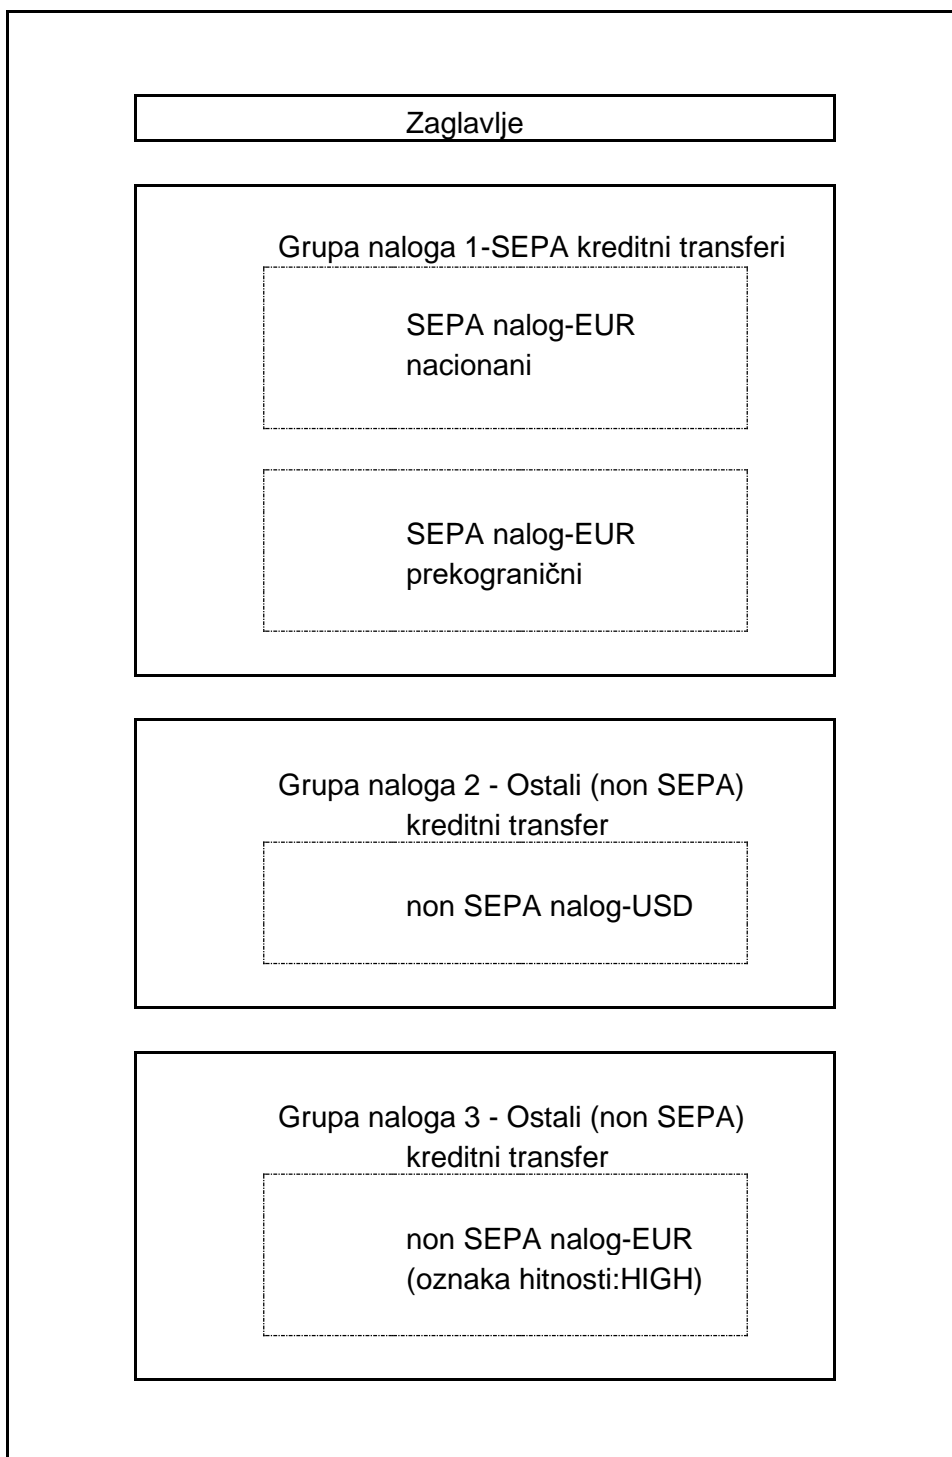 Zaglavlje
Grupa naloga 1-SEPA kreditni transferi
SEPA nalog-EUR
nacionani
SEPA nalog-EUR
prekogranični
Grupa naloga 2 - Ostali (non SEPA)
kreditni transfer
non SEPA nalog-USD
Grupa naloga 3 - Ostali (non SEPA)
kreditni transfer
non SEPA nalog-EUR
(oznaka hitnosti:HIGH)